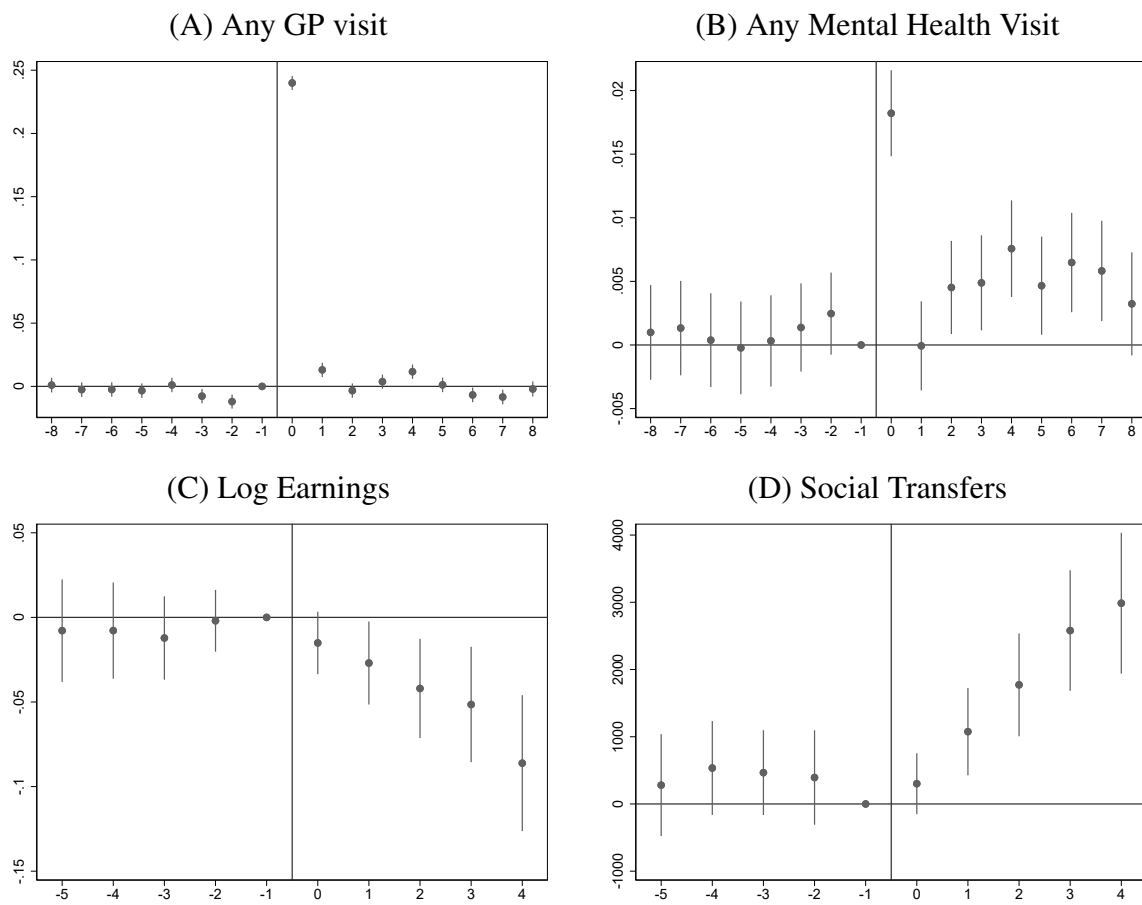 (A) Any GP visit
.25
.2
.15
.1
.05
0
-8 -7 -6 -5 -4 -3 -2 -1 0 1 2 3 4 5 6 7 8
(B) Any Mental Health Visit
.02
.015
.01
.005
0
-.005
-8 -7 -6 -5 -4 -3 -2 -1 0 1 2 3 4 5 6 7 8
(C) Log Earnings
.05
0
-.05
-.1
-.15
-5 -4 -3 -2 -1 0 1 2 3 4
(D) Social Transfers
4000
3000
2000
1000
0
-1000
-5 -4 -3 -2 -1 0 1 2 3 4